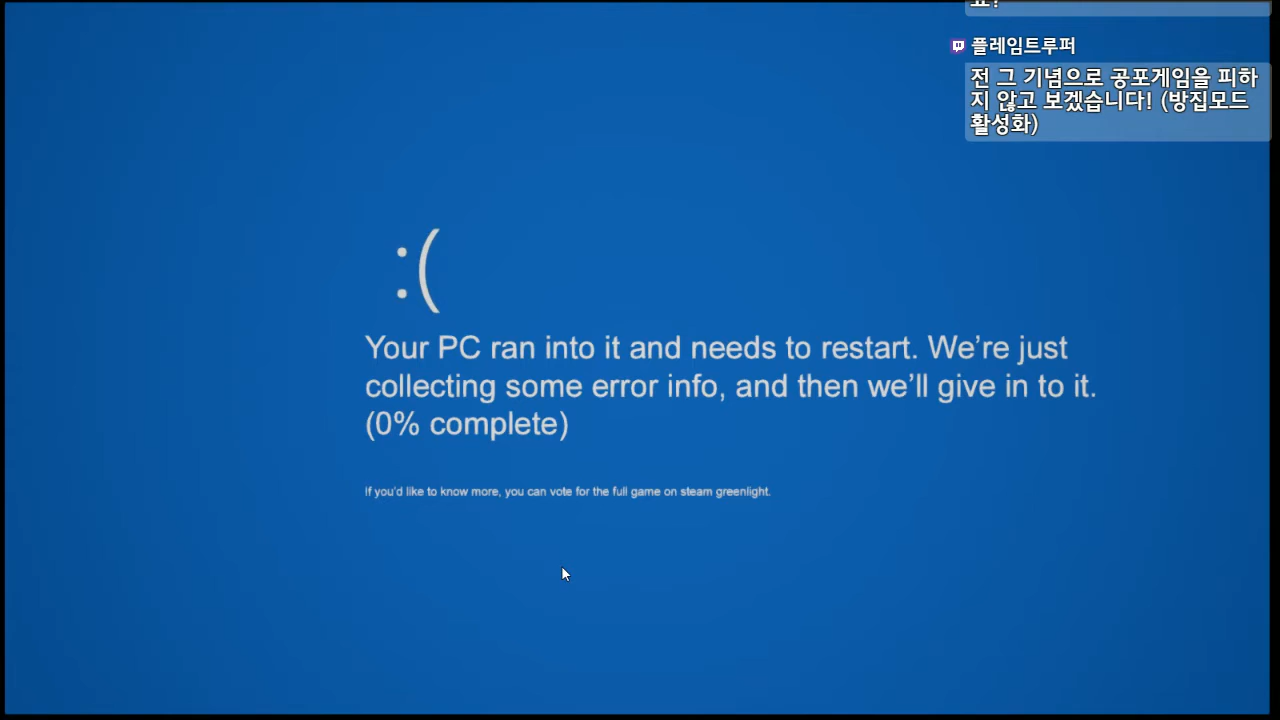 요?
플레임트루퍼
전 그 기념으로 공포게임을 피하
지 않고 보겠습니다! (방집모드
활성화)
:(
Your PC ran into it and needs to restart. We're just
collecting some error info, and then we'll give in to it.
(0% complete)
If you'd like to know more, you can vote for the full game on steam greenlight.